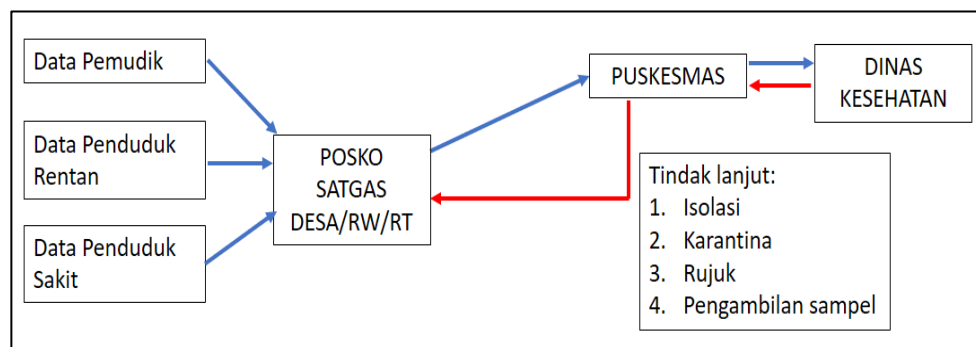 Data Pemudik
Data Penduduk
Rentan
Data Penduduk
Sakit
POSKO
SATGAS
DESA/RW/RT
PUSKESMAS
DINAS
KESEHATAN
Tindak lanjut:
1. Isolasi
2. Karantina
3. Rujuk
4. Pengambilan sampel